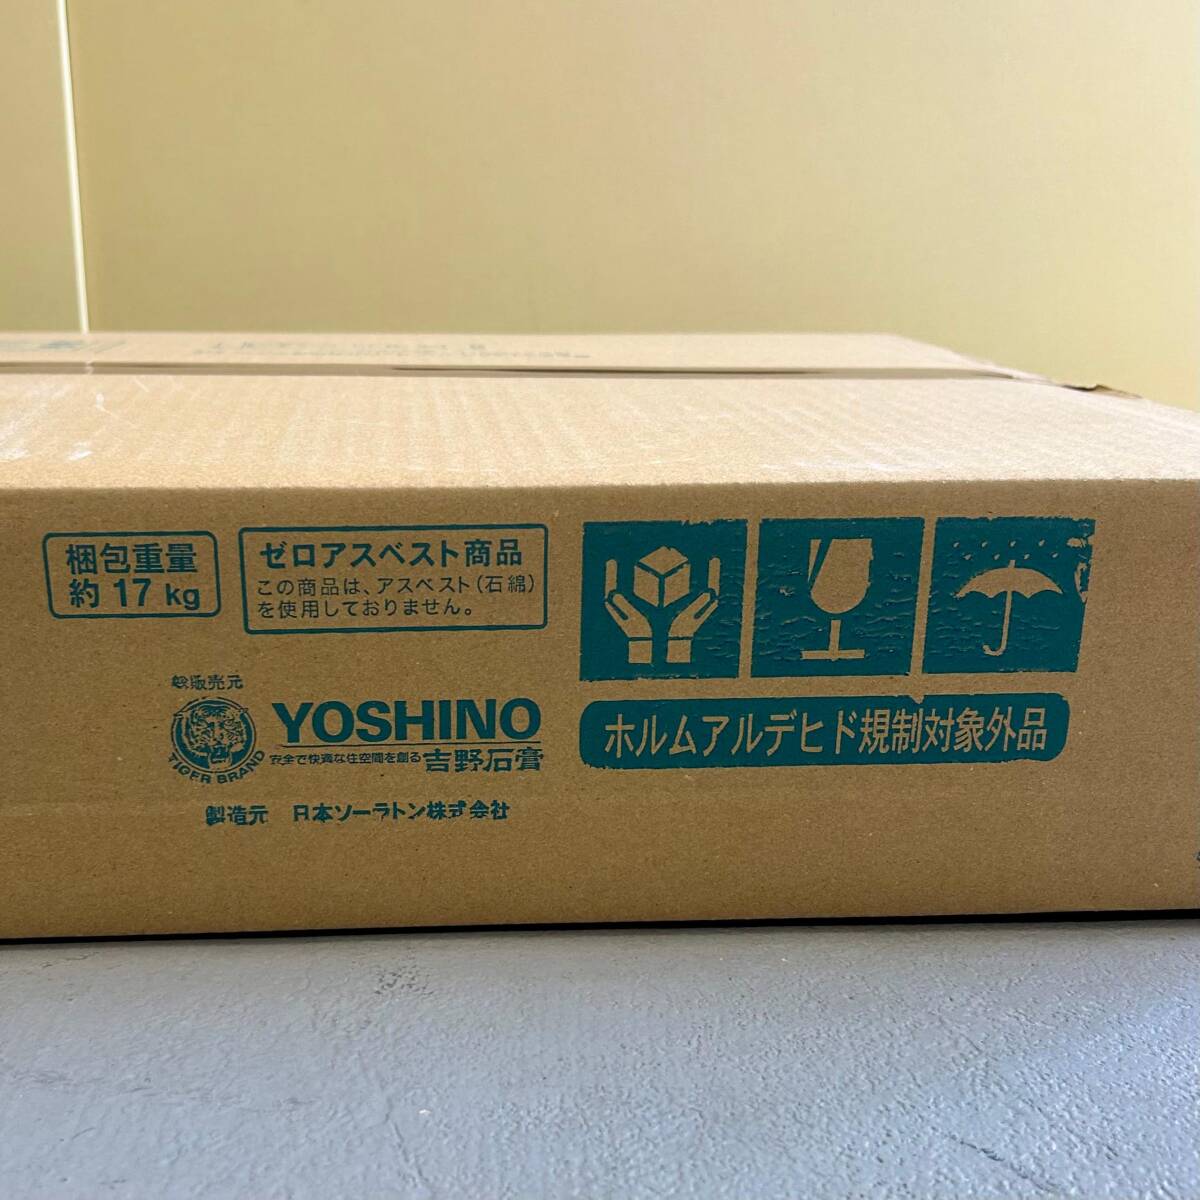 梱包重量
約17kg
ゼロアスベスト商品
この商品は、アスベスト(石綿)
を使用しておりません。
総販売元
TIGER BRAND
YOSHINO
安全で快適な住空間を創る 吉野石膏
製造元 日本ソーラトン株式会社
ホルムアルデヒド規制対象外品